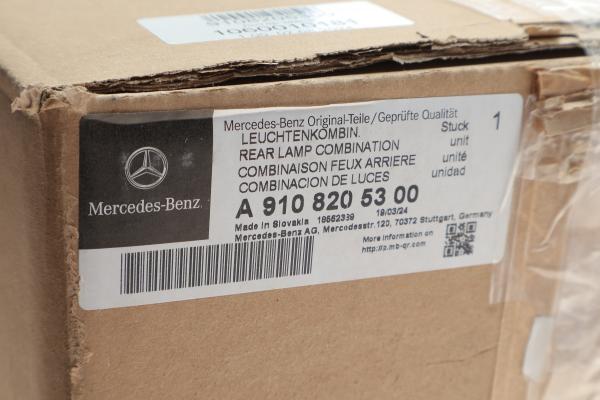 1060010181
Mercedes-Benz
Mercedes-Benz Original-Teile/Geprüfte Qualität
LEUCHTENKOMBIN. Stuck 1
REAR LAMP COMBINATION unit
COMBINAISON FEUX ARRIERE unité
COMBINACION DE LUCES unidad
A 910 820 53 00
Made in Slovakia 16552339 19/03/24
Mercedes-Benz AG, Mercedesstr.120, 70372 Stuttgart, Germany
More information on
http://p.mb-qr.com